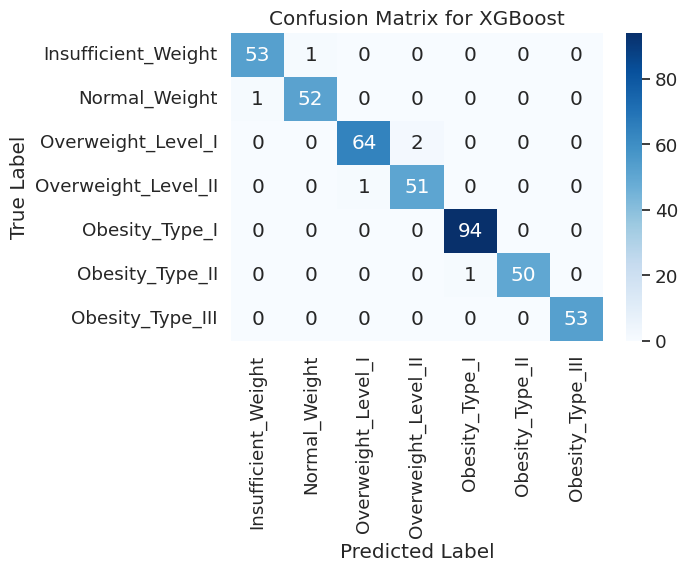 Confusion Matrix for XGBoost
True Label
Insufficient_Weight 53 1 0 0 0 0 0
Normal_Weight 1 52 0 0 0 0 0
Overweight_Level_I 0 0 64 2 0 0 0
Overweight_Level_II 0 0 1 51 0 0 0
Obesity_Type_I 0 0 0 0 94 0 0
Obesity_Type_II 0 0 0 0 1 50 0
Obesity_Type_III 0 0 0 0 0 0 53
Insufficient_Weight
Normal_Weight
Overweight_Level_I
Overweight_Level_II
Obesity_Type_I
Obesity_Type_II
Obesity_Type_III
Predicted Label
80
60
40
20
0